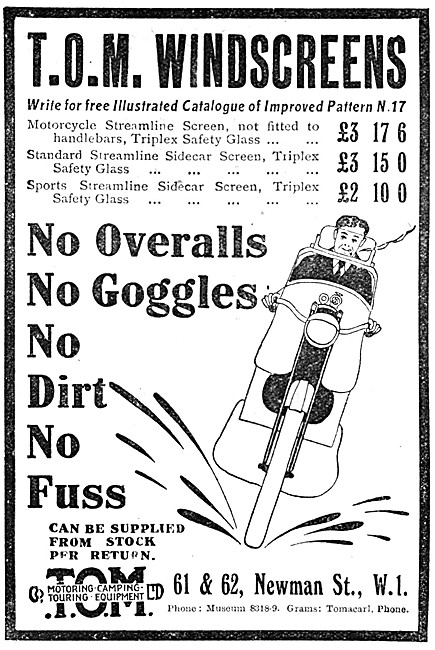 T.O.M. WINDSCREENS
Write for free Illustrated Catalogue of Improved Pattern N.17
Motorcycle Streamline Screen, not fitted to
handlebars, Triplex Safety Glass ... ... £3 17 6
Standard Streamline Sidecar Screen, Triplex
Safety Glass ... ... ... ... ... £3 15 0
Sports Streamline Sidecar Screen, Triplex
Safety Glass ... ... ... ... ... £2 10 0
No Overalls
No Goggles
No
Dirt
No
Fuss
CAN BE SUPPLIED
FROM STOCK
PER RETURN.
T.O.M.
MOTORING·CAMPING·
TOURING·EQUIPMENT
Co LTD
61 & 62, Newman St., W.1.
Phone: Museum 8318-9. Grams: Tomacarl, Phone.